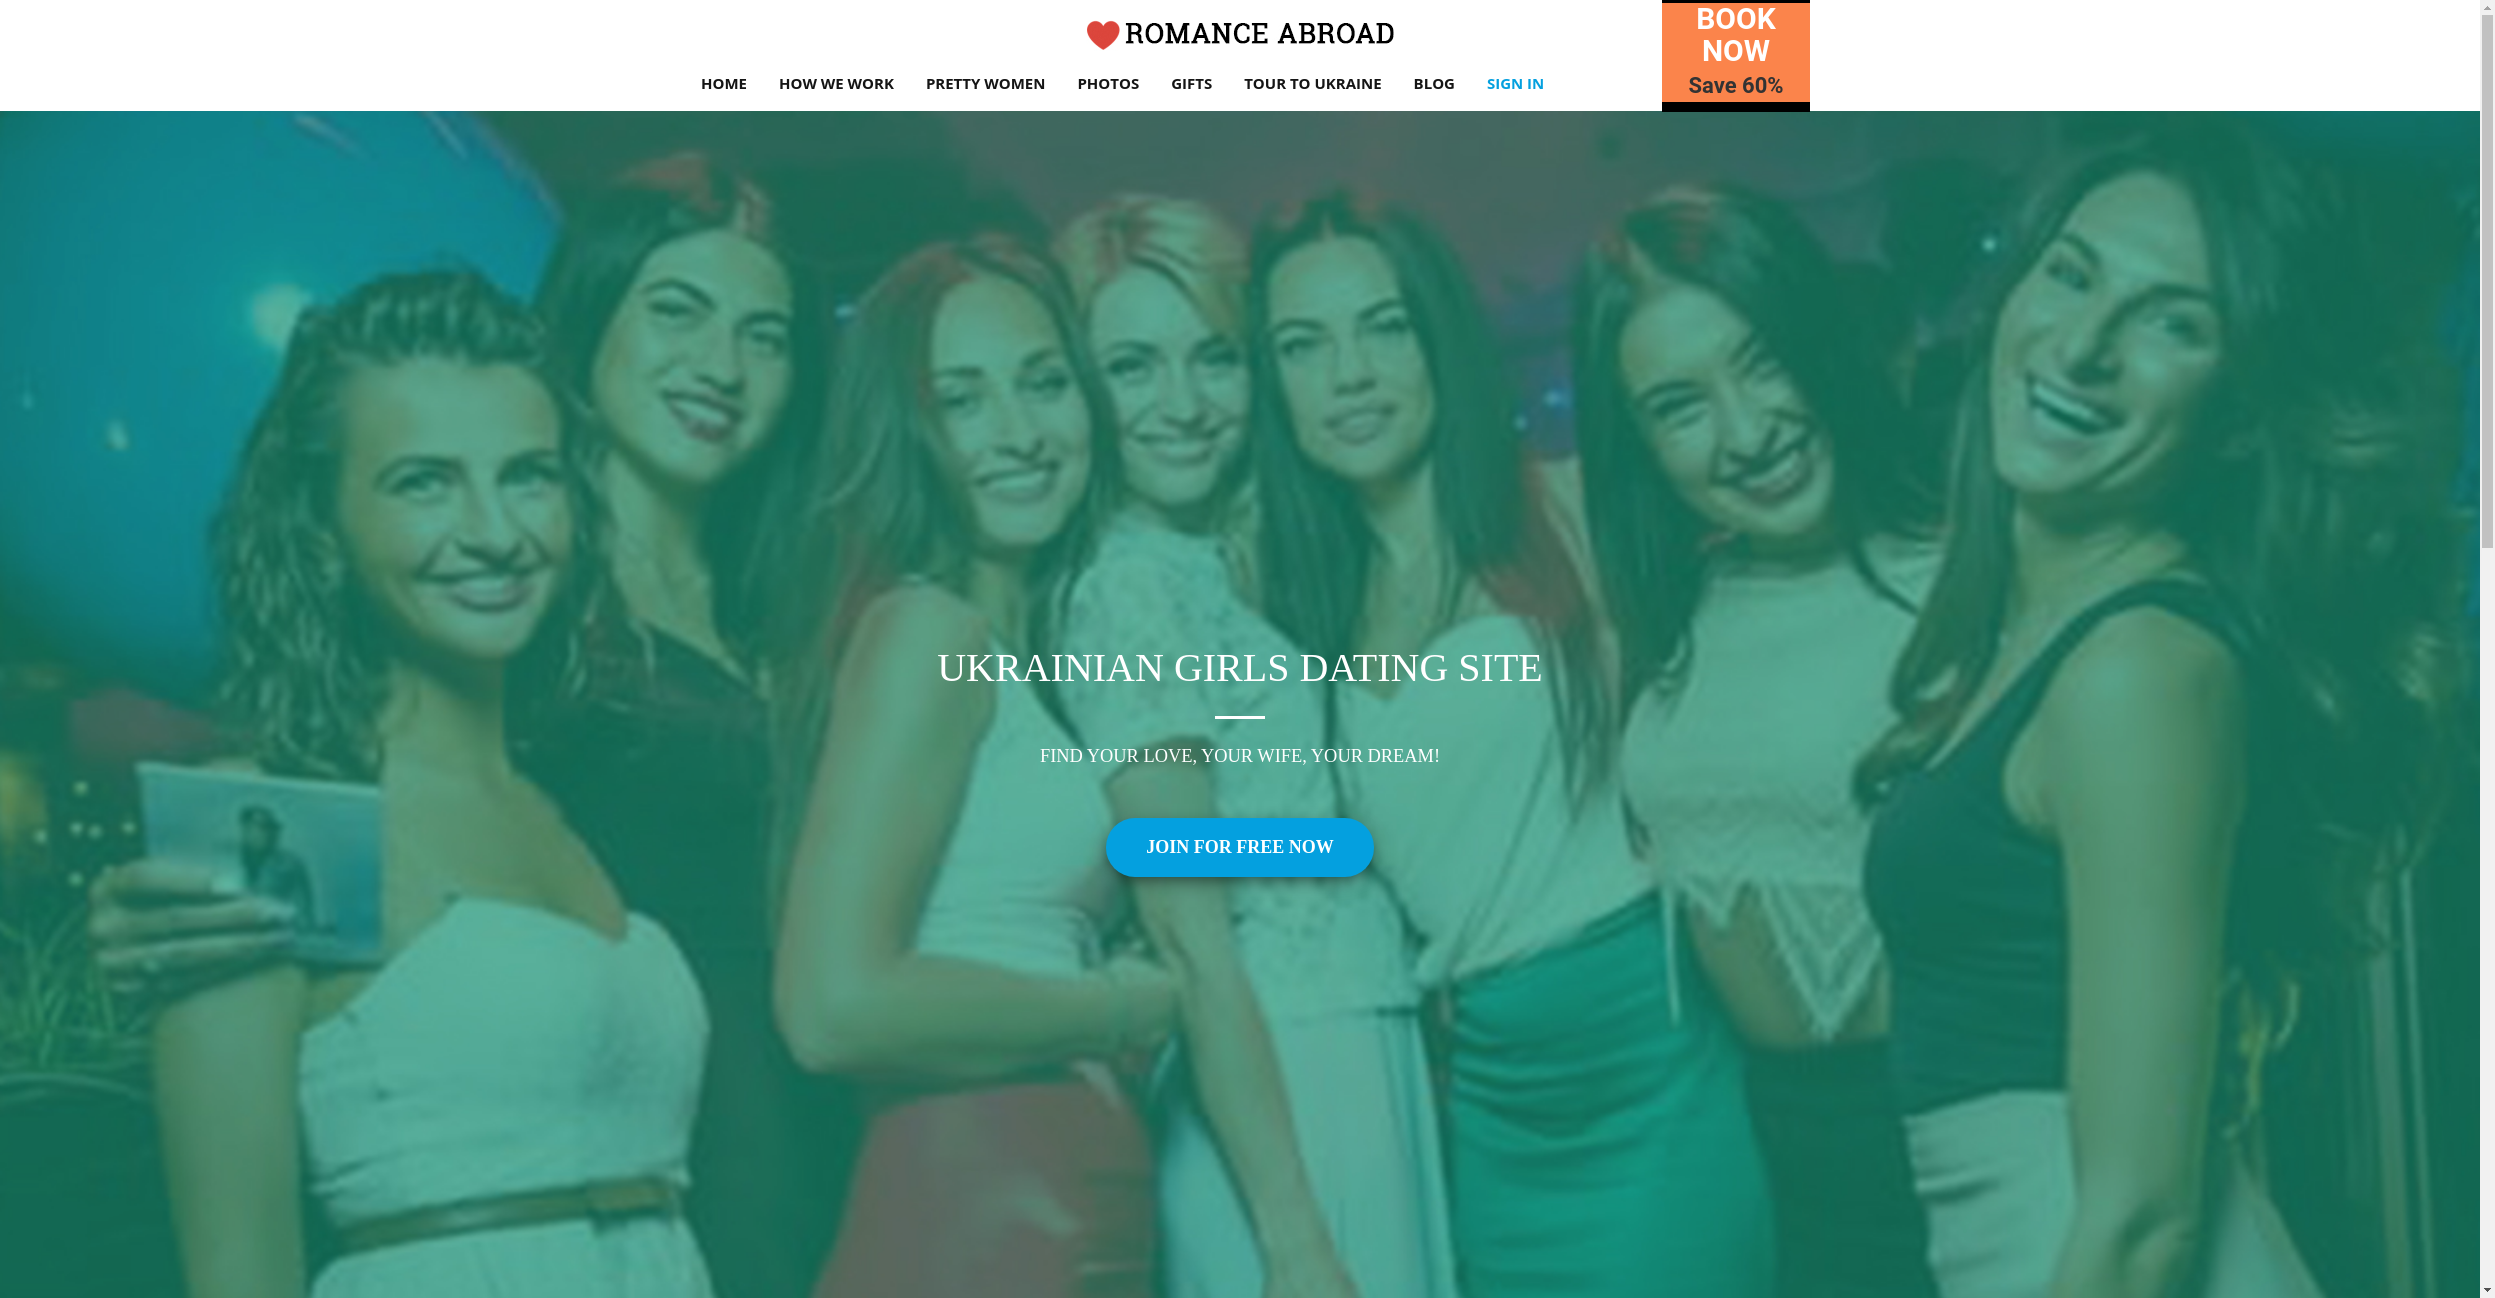 ROMANCE ABROAD
BOOK
NOW
Save 60%
HOME HOW WE WORK PRETTY WOMEN PHOTOS GIFTS TOUR TO UKRAINE BLOG SIGN IN
UKRAINIAN GIRLS DATING SITE
FIND YOUR LOVE, YOUR WIFE, YOUR DREAM!
JOIN FOR FREE NOW